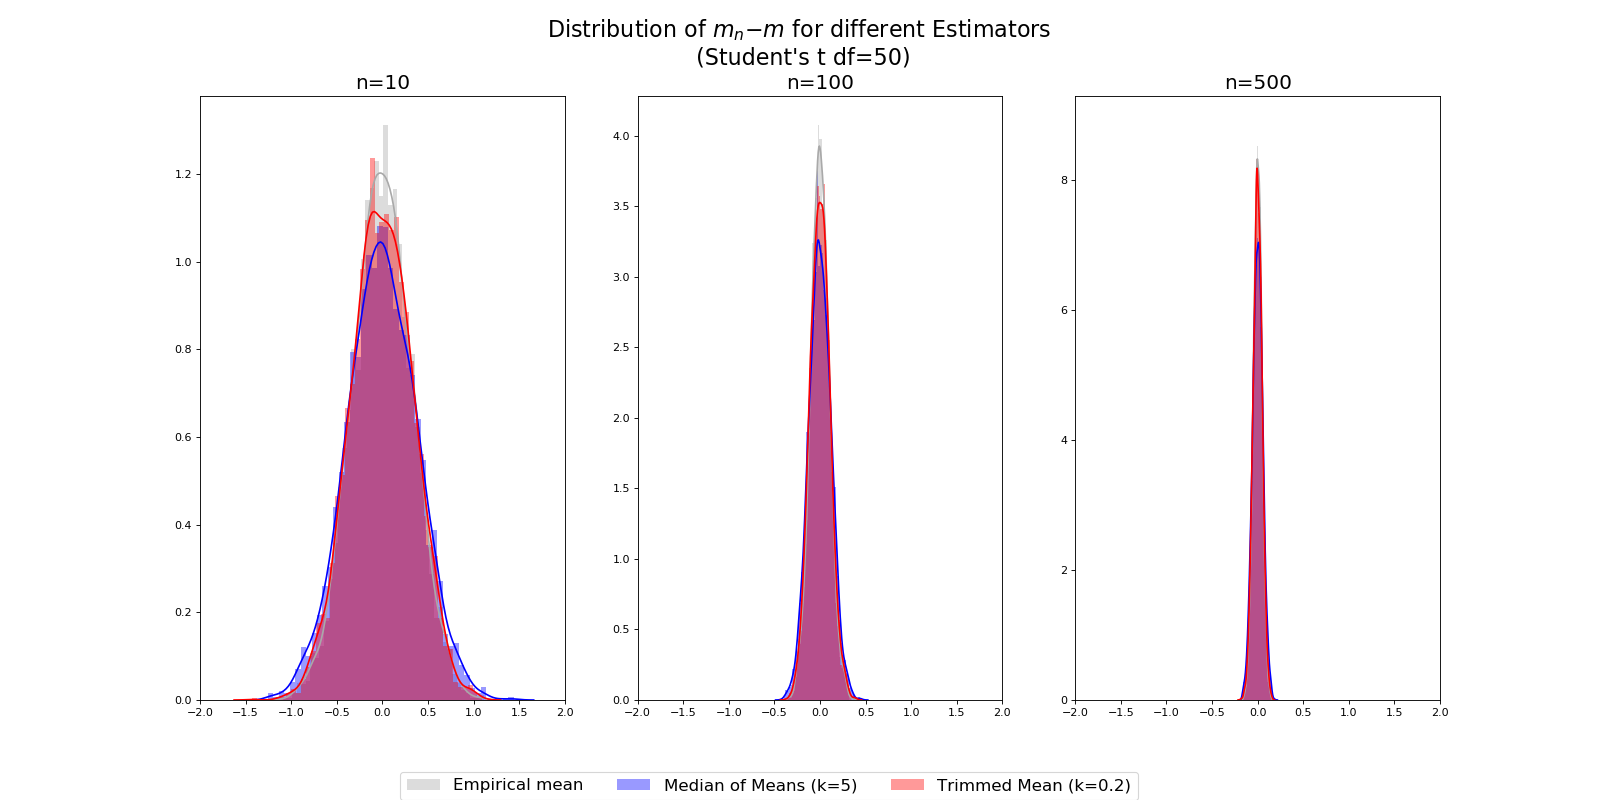 Distribution of mₙ−m for different Estimators
(Student's t df=50)
n=10
1.2
1.0
0.8
0.6
0.4
0.2
0.0
−2.0 −1.5 −1.0 −0.5 0.0 0.5 1.0 1.5 2.0
n=100
4.0
3.5
3.0
2.5
2.0
1.5
1.0
0.5
0.0
−2.0 −1.5 −1.0 −0.5 0.0 0.5 1.0 1.5 2.0
n=500
8
6
4
2
0
−2.0 −1.5 −1.0 −0.5 0.0 0.5 1.0 1.5 2.0
Empirical mean Median of Means (k=5) Trimmed Mean (k=0.2)